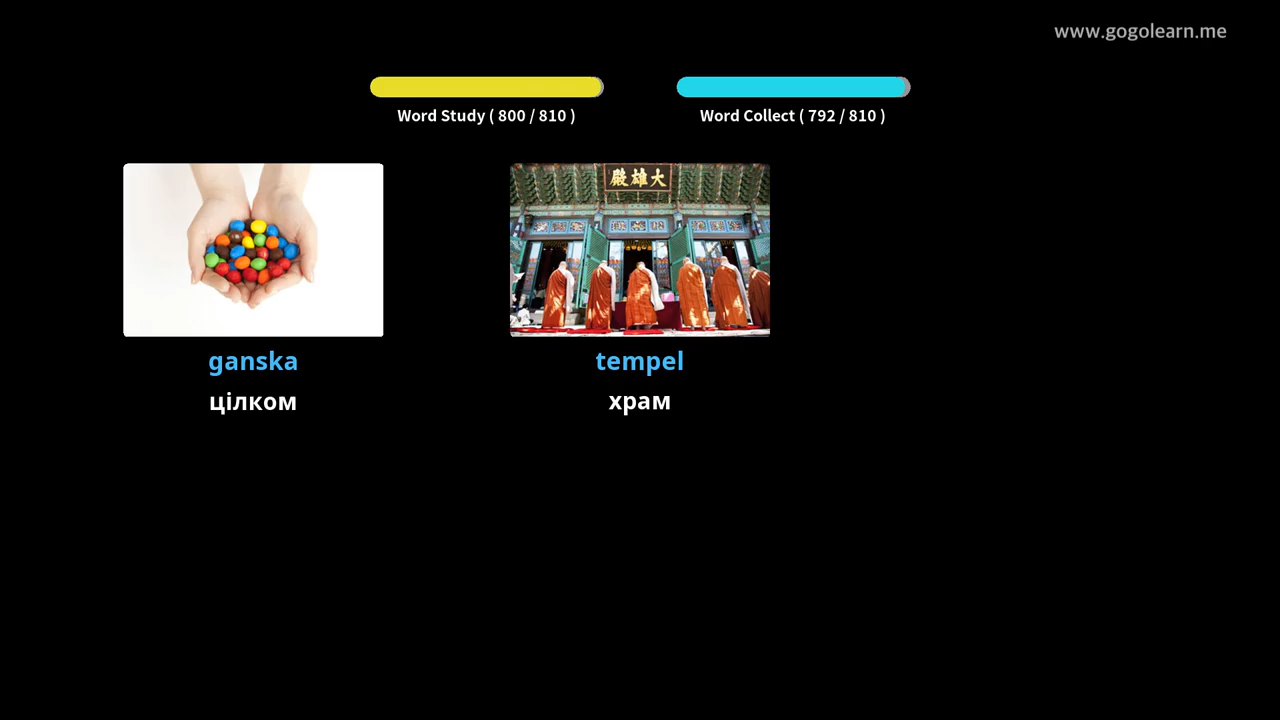 www.gogolearn.me
Word Study ( 800 / 810 )
Word Collect ( 792 / 810 )
殿雄大
ganska
tempel
цілком
храм